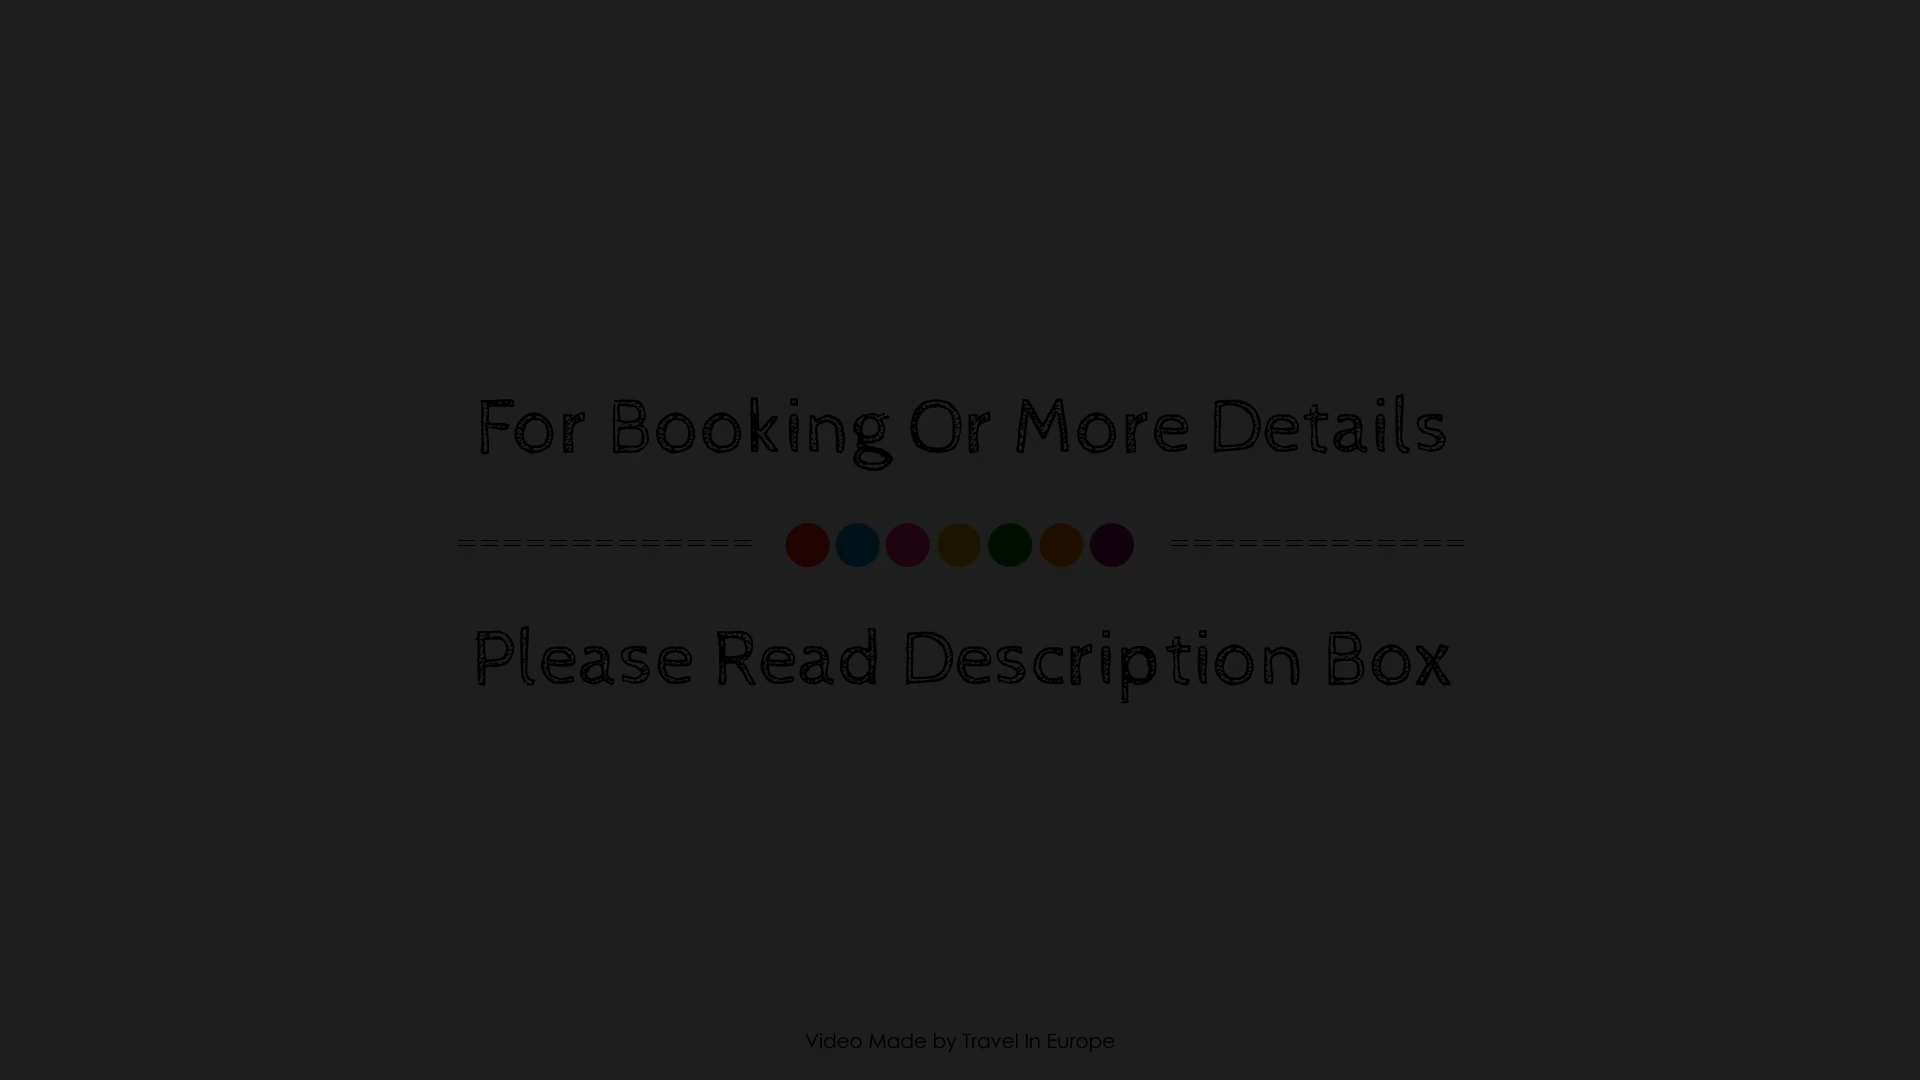 For Booking Or More Details
============= =============
Please Read Description Box
Video Made by Travel In Europe